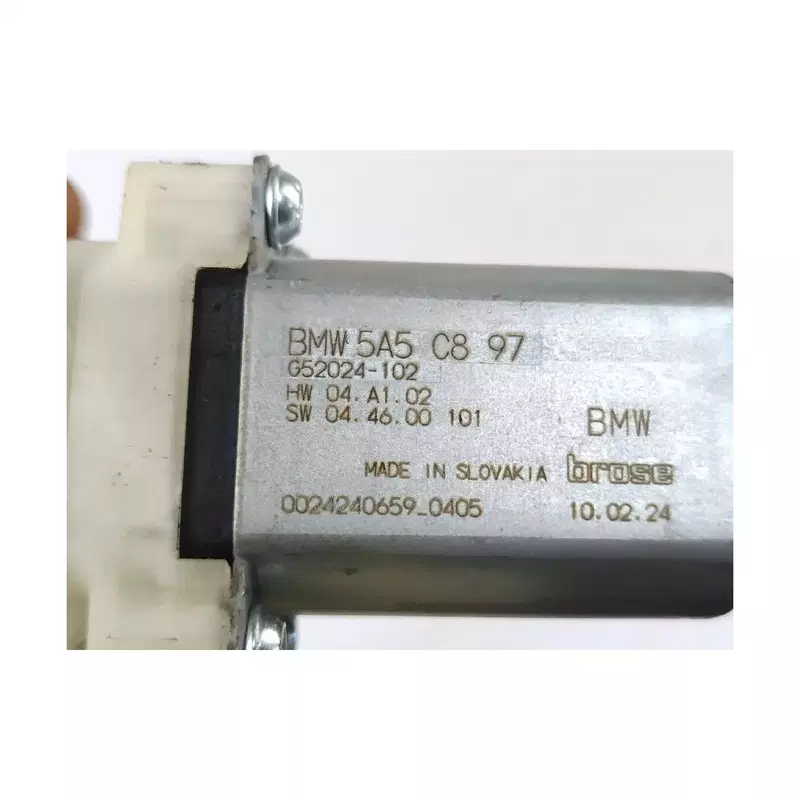 BMW 5A5 C8 97
G52024-102
HW 04.A1.02
SW 04.46.00 101 BMW
MADE IN SLOVAKIA brose
0024240659_0405 10.02.24